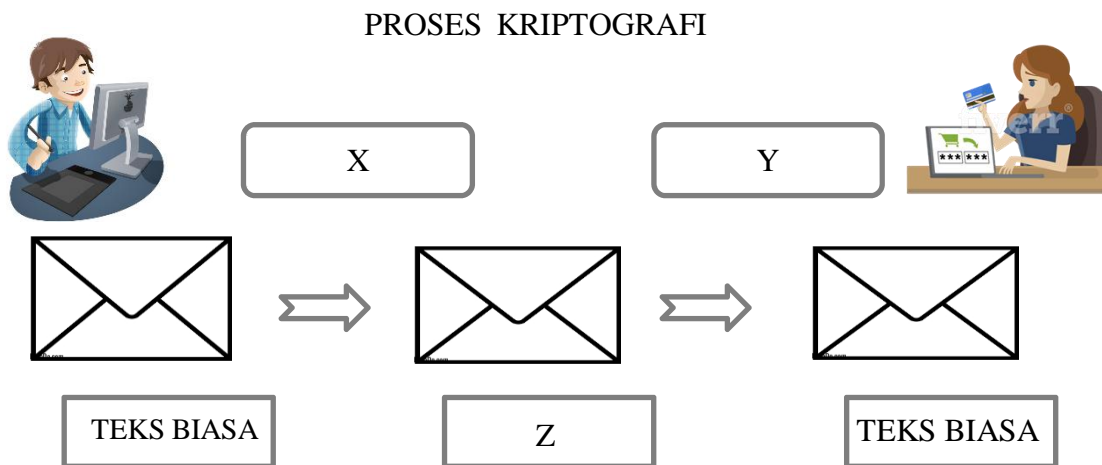 PROSES KRIPTOGRAFI
X
Y
*** ***
TEKS BIASA
Z
TEKS BIASA